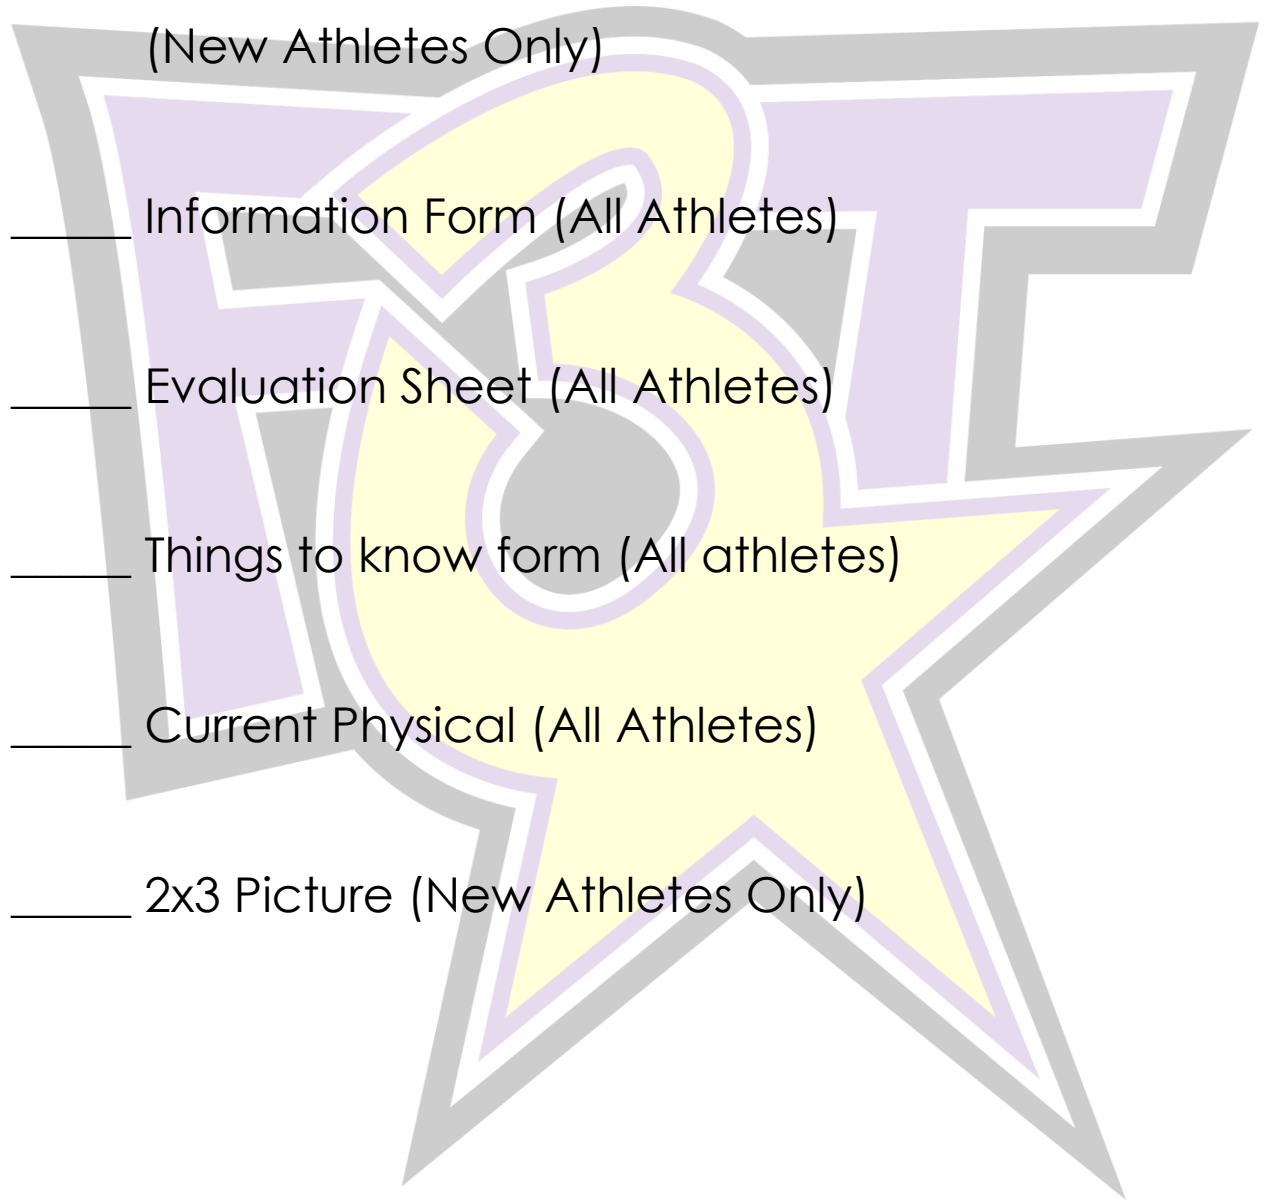 (New Athletes Only)
_____ Information Form (All Athletes)
_____ Evaluation Sheet (All Athletes)
_____ Things to know form (All athletes)
_____ Current Physical (All Athletes)
_____ 2x3 Picture (New Athletes Only)
F3T